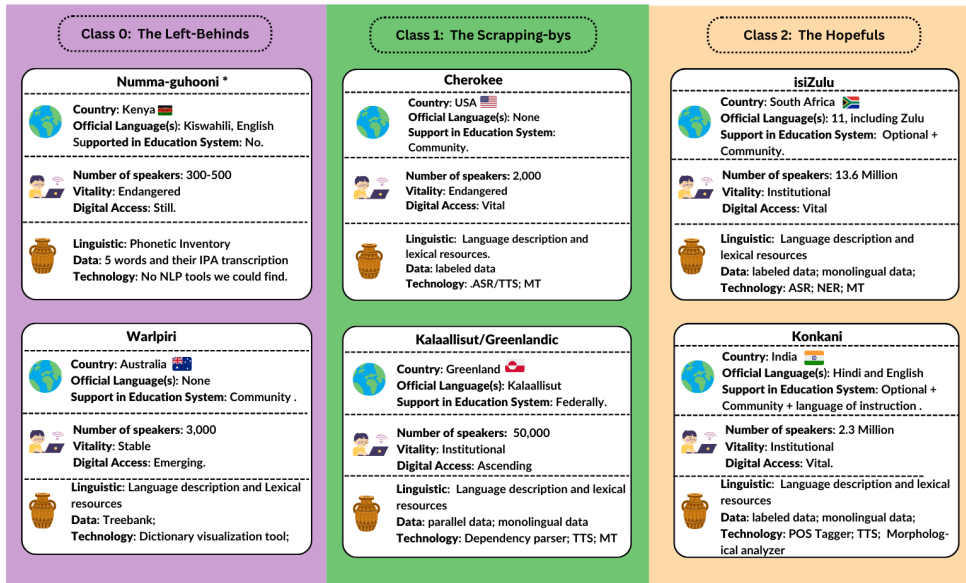 Class 0: The Left-Behinds
Numma-guhooni *
Country: Kenya
Official Language(s): Kiswahili, English
Supported in Education System: No.
Number of speakers: 300-500
Vitality: Endangered
Digital Access: Still.
Linguistic: Phonetic Inventory
Data: 5 words and their IPA transcription
Technology: No NLP tools we could find.
Warlpiri
Country: Australia
Official Language(s): None
Support in Education System: Community .
Number of speakers: 3,000
Vitality: Stable
Digital Access: Emerging.
Linguistic: Language description and Lexical
resources
Data: Treebank;
Technology: Dictionary visualization tool;
Class 1: The Scrapping-bys
Cherokee
Country: USA
Official Language(s): None
Support in Education System:
Community.
Number of speakers: 2,000
Vitality: Endangered
Digital Access: Vital
Linguistic: Language description and
lexical resources.
Data: labeled data
Technology: .ASR/TTS; MT
Kalaallisut/Greenlandic
Country: Greenland
Official Language(s): Kalaallisut
Support in Education System: Federally.
Number of speakers: 50,000
Vitality: Institutional
Digital Access: Ascending
Linguistic: Language description and lexical
resources
Data: parallel data; monolingual data
Technology: Dependency parser; TTS; MT
Class 2: The Hopefuls
isiZulu
Country: South Africa
Official Language(s): 11, including Zulu
Support in Education System: Optional +
Community.
Number of speakers: 13.6 Million
Vitality: Institutional
Digital Access: Vital
Linguistic: Language description and
lexical resources
Data: labeled data; monolingual data;
Technology: ASR; NER; MT
Konkani
Country: India
Official Language(s): Hindi and English
Support in Education System: Optional +
Community + language of instruction .
Number of speakers: 2.3 Million
Vitality: Institutional
Digital Access: Vital.
Linguistic: Language description and lexical
resources
Data: labeled data; monolingual data;
Technology: POS Tagger; TTS; Morpholog-
ical analyzer